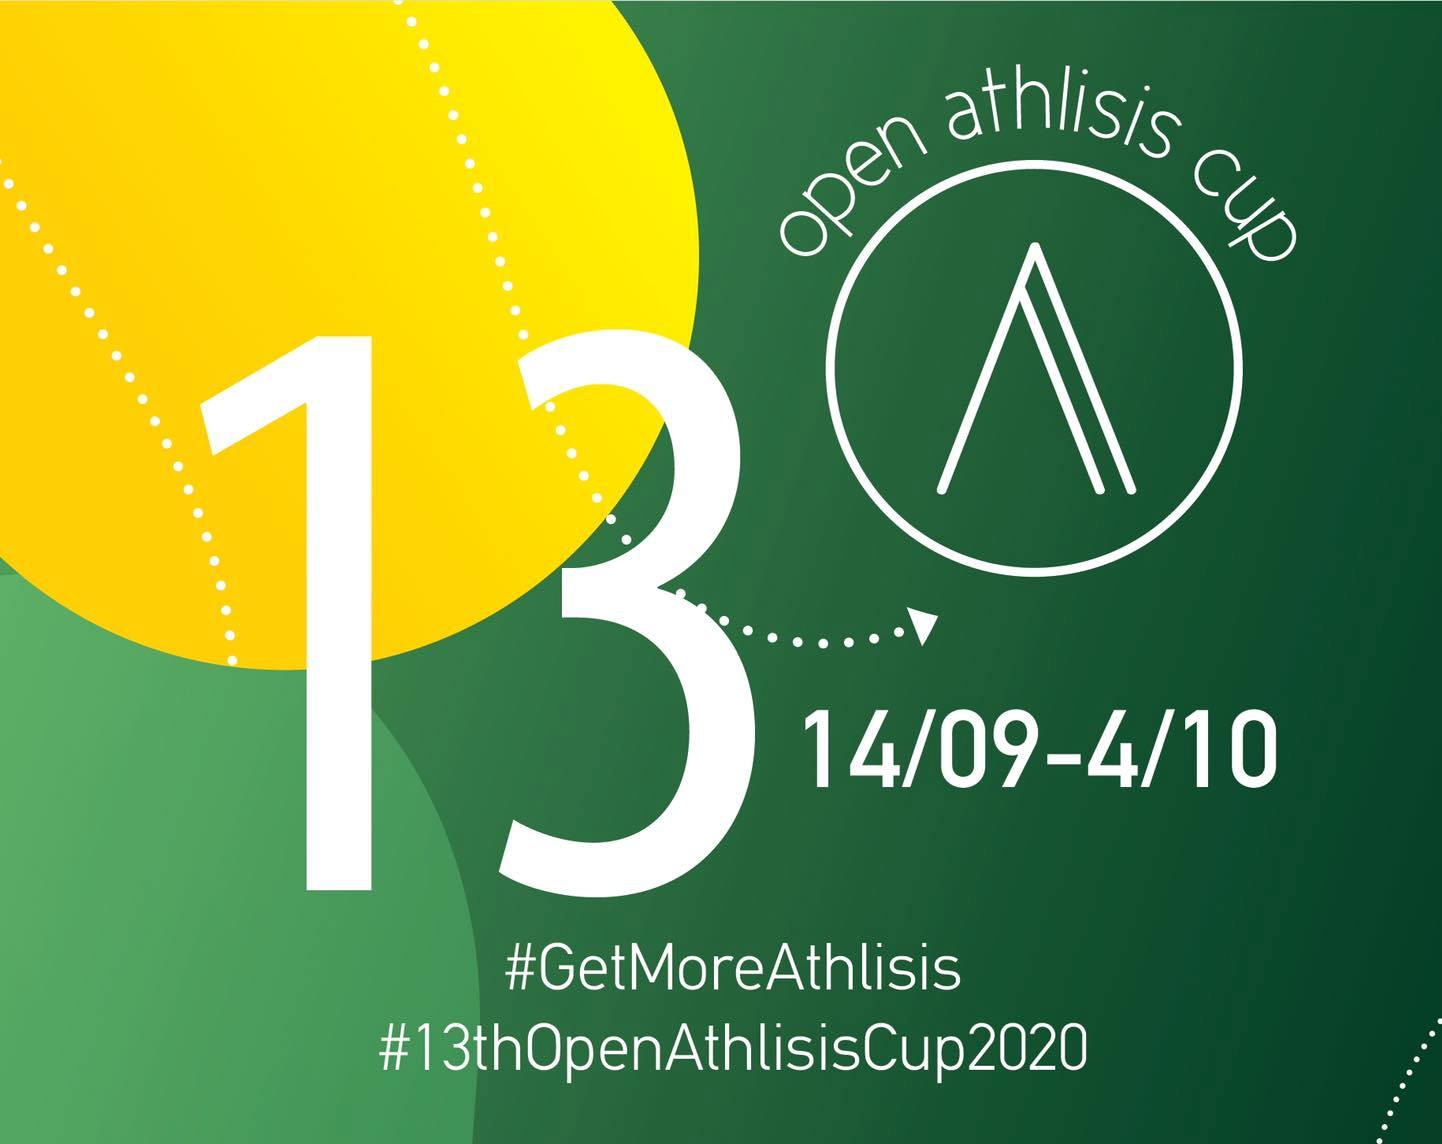 open athlisis cup
13
14/09-4/10
#GetMoreAthlisis
#13thOpenAthlisisCup2020